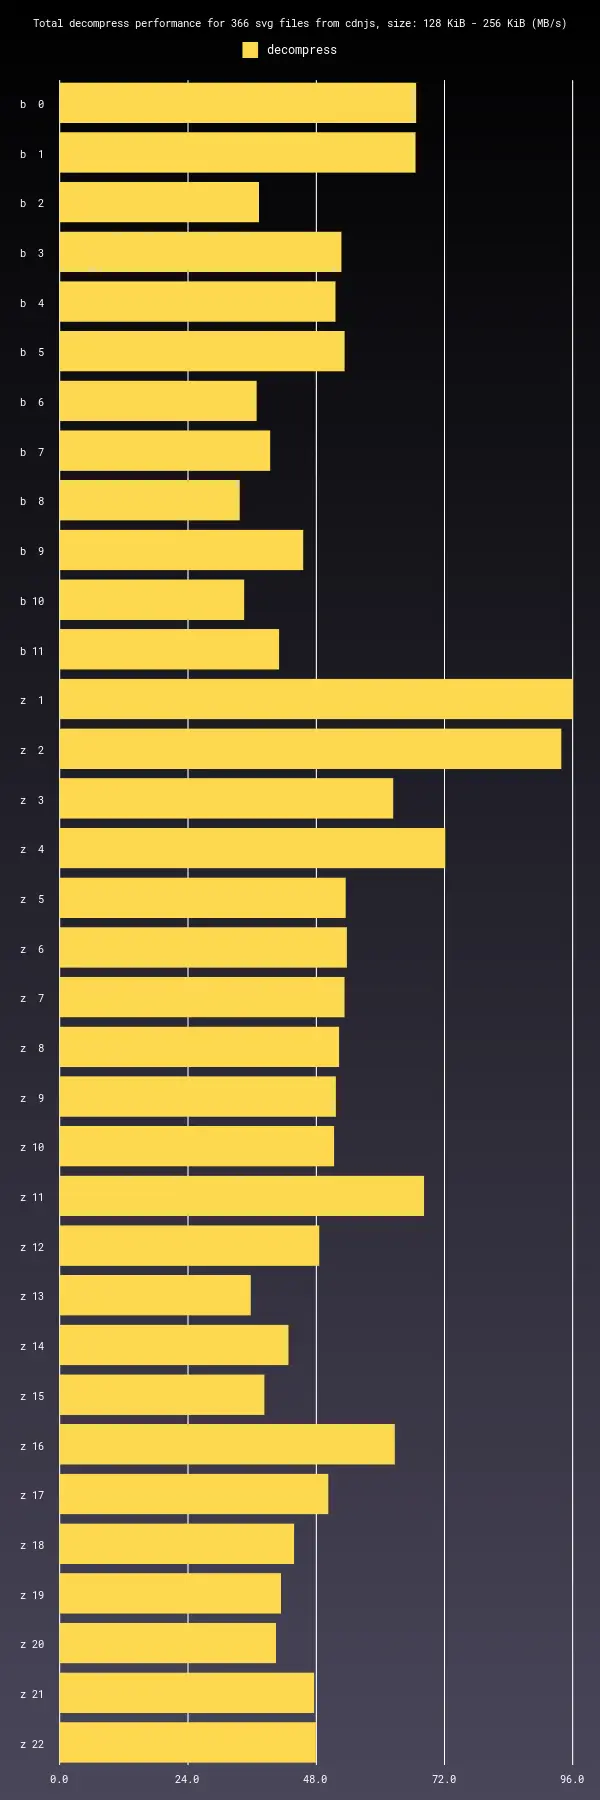 Total decompress performance for 366 svg files from cdnjs, size: 128 KiB - 256 KiB (MB/s)
decompress
b  0
b  1
b  2
b  3
b  4
b  5
b  6
b  7
b  8
b  9
b 10
b 11
z  1
z  2
z  3
z  4
z  5
z  6
z  7
z  8
z  9
z 10
z 11
z 12
z 13
z 14
z 15
z 16
z 17
z 18
z 19
z 20
z 21
z 22
0.0 24.0 48.0 72.0 96.0